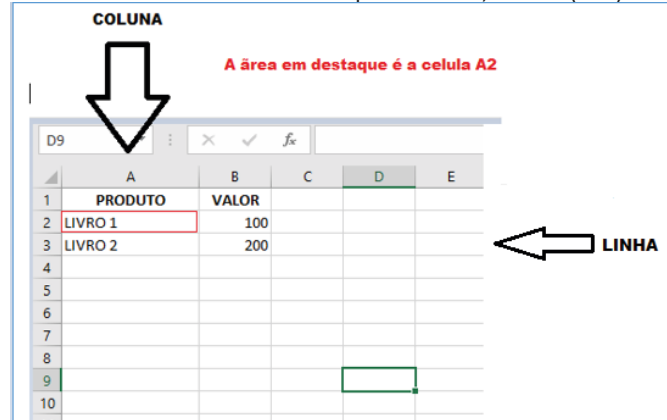 COLUNA
A ãrea em destaque é a celula A2
D9 fx
A B C D E
1 PRODUTO VALOR
2 LIVRO 1 100
3 LIVRO 2 200
LINHA
4
5
6
7
8
9
10